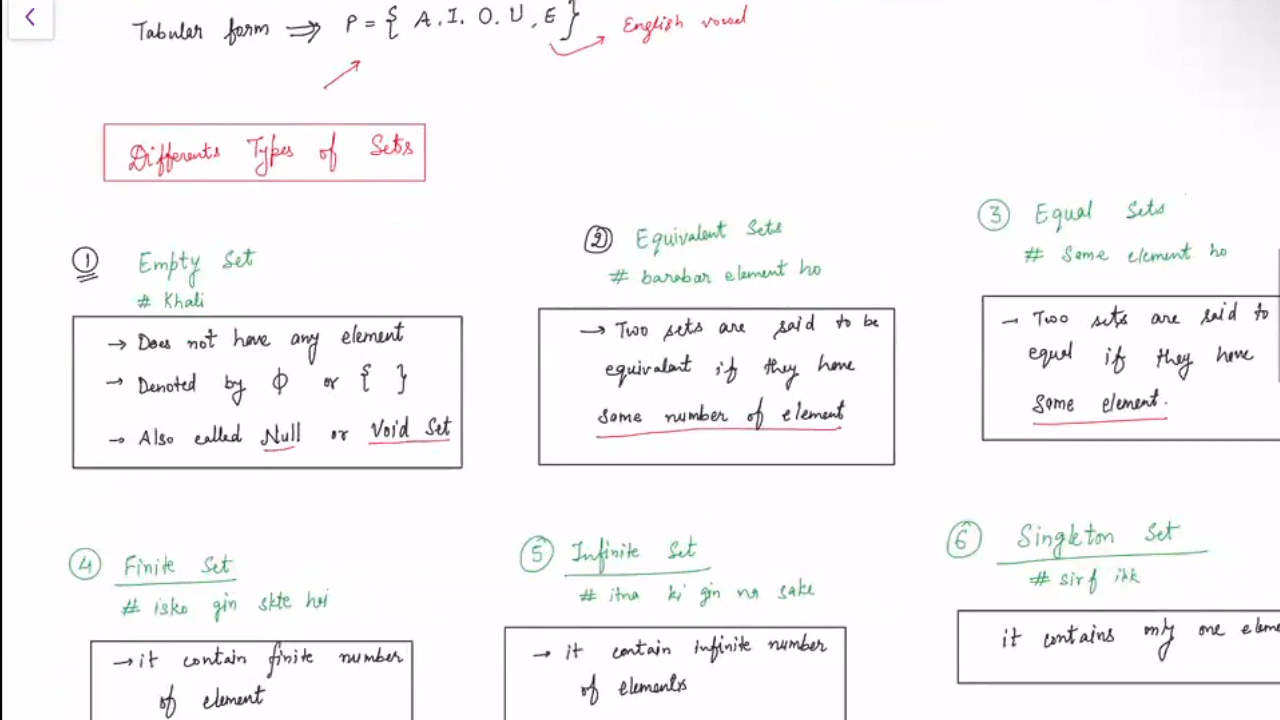 Tabular form ⇒ P = { A, I, O, U, E }
English vowel
Differents Types of Sets
① Empty Set
# Khali
→ Does not have any element
→ Denoted by ϕ or { }
→ Also called Null or Void Set
② Equivalent Sets
# barabar element ho
→ Two sets are said to be
equivalent if they have
same number of element
③ Equal Sets
# Same element ho
→ Two sets are said to
equal if they have
same element.
④ Finite Set
# isko gin skte hai
→ it contain finite number
of element
⑤ Infinite Set
# itna ki gin na sake
→ it contain infinite number
of elements
⑥ Singleton Set
# sirf ikk
it contains only one eleme